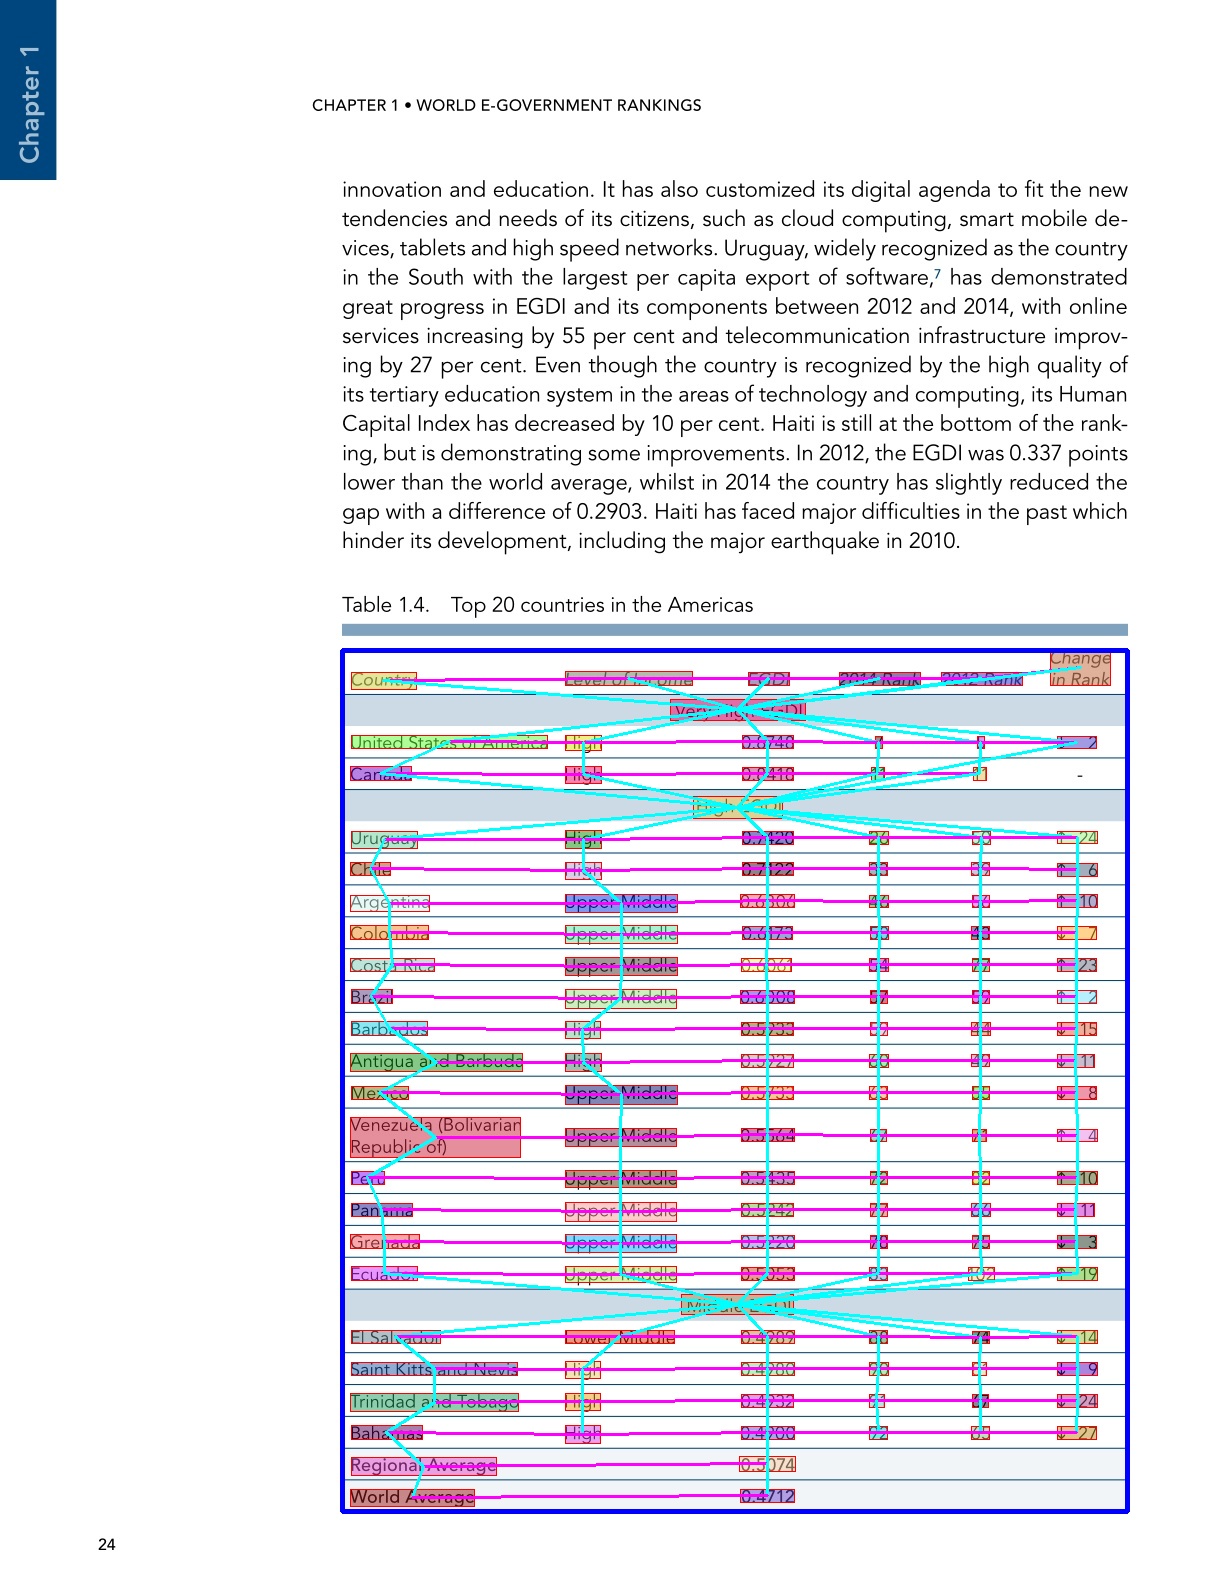 Chapter 1
CHAPTER 1 • WORLD E-GOVERNMENT RANKINGS
innovation and education. It has also customized its digital agenda to fit the new
tendencies and needs of its citizens, such as cloud computing, smart mobile de-
vices, tablets and high speed networks. Uruguay, widely recognized as the country
in the South with the largest per capita export of software,7 has demonstrated
great progress in EGDI and its components between 2012 and 2014, with online
services increasing by 55 per cent and telecommunication infrastructure improv-
ing by 27 per cent. Even though the country is recognized by the high quality of
its tertiary education system in the areas of technology and computing, its Human
Capital Index has decreased by 10 per cent. Haiti is still at the bottom of the rank-
ing, but is demonstrating some improvements. In 2012, the EGDI was 0.337 points
lower than the world average, whilst in 2014 the country has slightly reduced the
gap with a difference of 0.2903. Haiti has faced major difficulties in the past which
hinder its development, including the major earthquake in 2010.
Table 1.4. Top 20 countries in the Americas
Country Level of Income EGDI 2014 Rank 2012 Rank Change in Rank
Very High EGDI
United States of America High 0.8748 7 5 ↓ 2
Canada High 0.8418 11 11 -
High EGDI
Uruguay High 0.7420 26 50 ↑ 24
Chile High 0.7122 33 39 ↑ 6
Argentina Upper Middle 0.6306 46 56 ↑ 10
Colombia Upper Middle 0.6173 50 43 ↓ 7
Costa Rica Upper Middle 0.6061 54 77 ↑ 23
Brazil Upper Middle 0.6008 57 59 ↑ 2
Barbados High 0.5933 59 44 ↓ 15
Antigua and Barbuda High 0.5927 60 49 ↓ 11
Mexico Upper Middle 0.5733 63 55 ↓ 8
Venezuela (Bolivarian
Republic of) Upper Middle 0.5564 67 71 ↑ 4
Peru Upper Middle 0.5435 72 82 ↑ 10
Panama Upper Middle 0.5242 77 66 ↓ 11
Grenada Upper Middle 0.5220 78 75 ↓ 3
Ecuador Upper Middle 0.5053 83 102 ↑ 19
Middle EGDI
El Salvador Lower Middle 0.4989 88 74 ↓ 14
Saint Kitts and Nevis High 0.4980 90 81 ↓ 9
Trinidad and Tobago High 0.4932 91 67 ↓ 24
Bahamas High 0.4900 92 65 ↓ 27
Regional Average 0.5074
World Average 0.4712
24